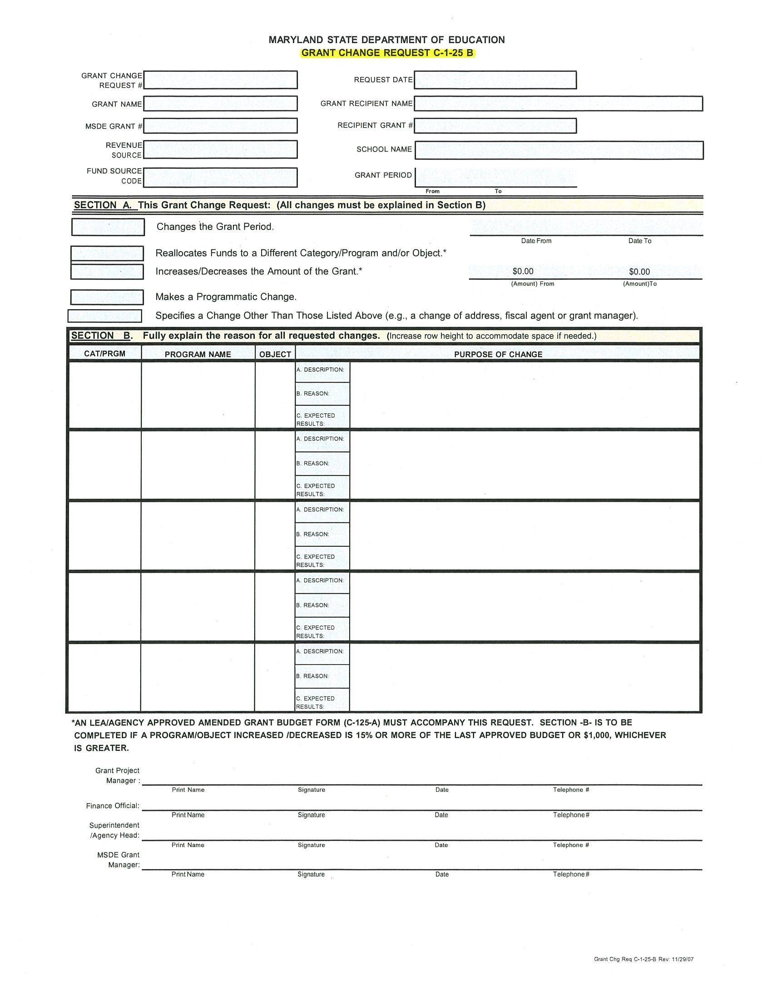 MARYLAND STATE DEPARTMENT OF EDUCATION
GRANT CHANGE REQUEST C-1-25 B
GRANT CHANGE
REQUEST #
REQUEST DATE
GRANT NAME
GRANT RECIPIENT NAME
MSDE GRANT #
RECIPIENT GRANT #
REVENUE
SOURCE
SCHOOL NAME
FUND SOURCE
CODE
GRANT PERIOD
From To
SECTION A. This Grant Change Request: (All changes must be explained in Section B)
Changes the Grant Period.
Date From Date To
Reallocates Funds to a Different Category/Program and/or Object.*
Increases/Decreases the Amount of the Grant.* $0.00 $0.00
(Amount) From (Amount)To
Makes a Programmatic Change.
Specifies a Change Other Than Those Listed Above (e.g., a change of address, fiscal agent or grant manager).
SECTION B. Fully explain the reason for all requested changes. (Increase row height to accommodate space if needed.)
CAT/PRGM PROGRAM NAME OBJECT PURPOSE OF CHANGE
A. DESCRIPTION:
B. REASON:
C. EXPECTED
RESULTS:
A. DESCRIPTION:
B. REASON:
C. EXPECTED
RESULTS:
A. DESCRIPTION:
B. REASON:
C. EXPECTED
RESULTS:
A. DESCRIPTION:
B. REASON:
C. EXPECTED
RESULTS:
A. DESCRIPTION:
B. REASON:
C. EXPECTED
RESULTS:
*AN LEA/AGENCY APPROVED AMENDED GRANT BUDGET FORM (C-125-A) MUST ACCOMPANY THIS REQUEST. SECTION -B- IS TO BE
COMPLETED IF A PROGRAM/OBJECT INCREASED /DECREASED IS 15% OR MORE OF THE LAST APPROVED BUDGET OR $1,000, WHICHEVER
IS GREATER.
Grant Project
Manager :
Print Name Signature Date Telephone #
Finance Official:
Print Name Signature Date Telephone#
Superintendent
/Agency Head:
Print Name Signature Date Telephone #
MSDE Grant
Manager:
Print Name Signature Date Telephone#
Grant Chg Req C-1-25-B Rev: 11/29/07